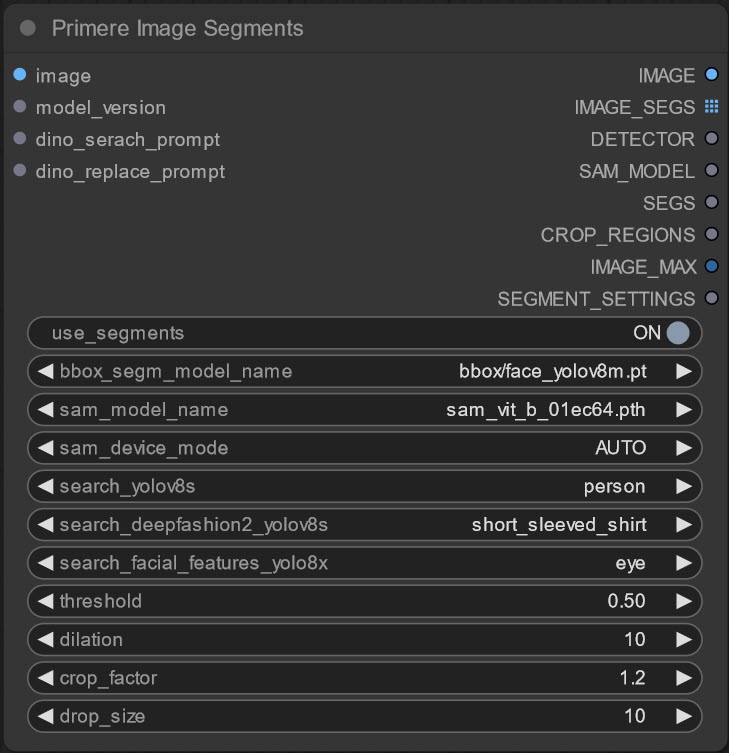 Primere Image Segments
image IMAGE
model_version IMAGE_SEGS
dino_serach_prompt DETECTOR
dino_replace_prompt SAM_MODEL
SEGS
CROP_REGIONS
IMAGE_MAX
SEGMENT_SETTINGS
use_segments ON
bbox_segm_model_name bbox/face_yolov8m.pt
sam_model_name sam_vit_b_01ec64.pth
sam_device_mode AUTO
search_yolov8s person
search_deepfashion2_yolov8s short_sleeved_shirt
search_facial_features_yolo8x eye
threshold 0.50
dilation 10
crop_factor 1.2
drop_size 10